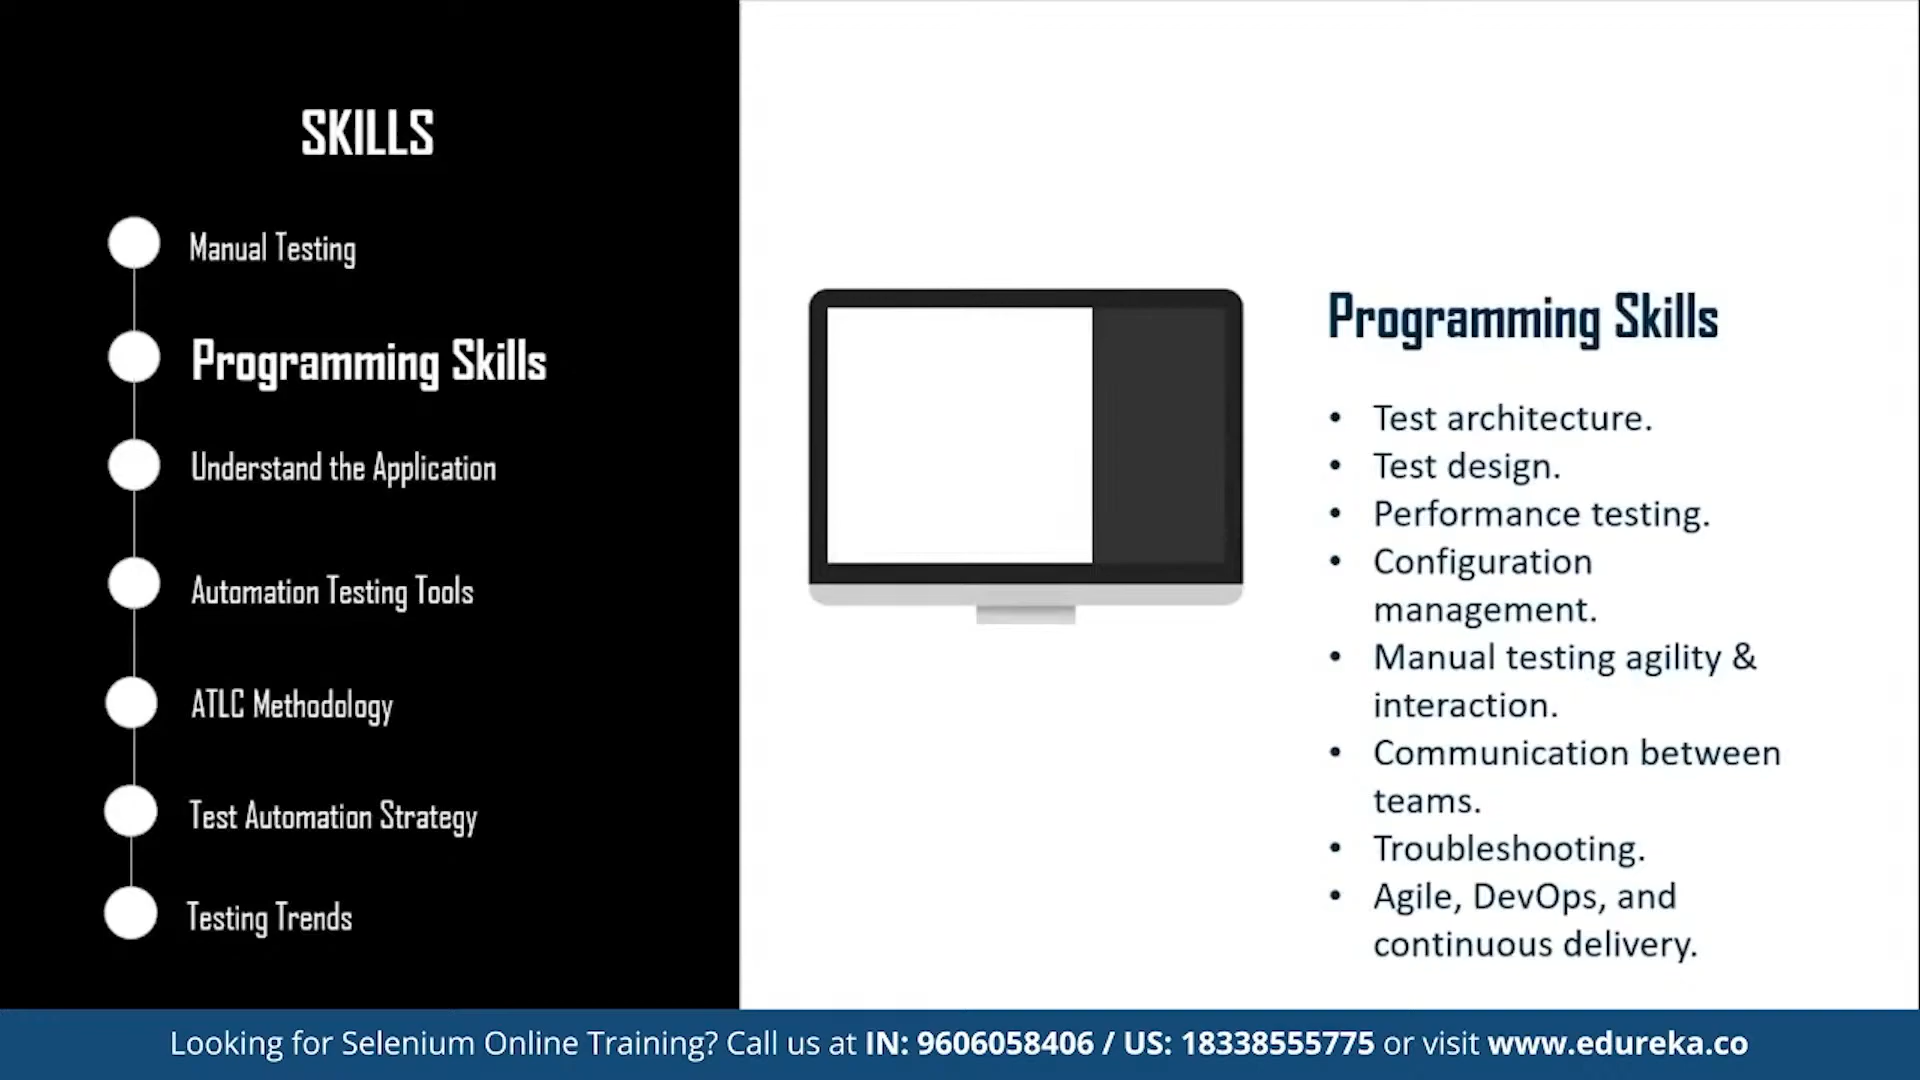 SKILLS
Manual Testing
Programming Skills
Understand the Application
Automation Testing Tools
ATLC Methodology
Test Automation Strategy
Testing Trends
Programming Skills
• Test architecture.
• Test design.
• Performance testing.
• Configuration
management.
• Manual testing agility &
interaction.
• Communication between
teams.
• Troubleshooting.
• Agile, DevOps, and
continuous delivery.
Looking for Selenium Online Training? Call us at IN: 9606058406 / US: 18338555775 or visit www.edureka.co